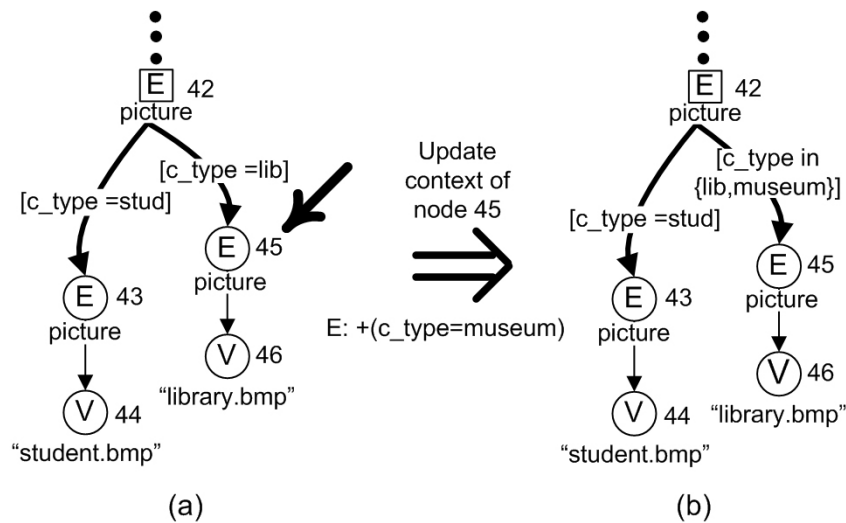 E 42
picture
[c_type =lib]
[c_type =stud]
E 45
picture
E 43
picture
V 46
"library.bmp"
V 44
"student.bmp"
(a)
Update
context of
node 45
E: +(c_type=museum)
E 42
picture
[c_type in
{lib,museum}]
[c_type =stud]
E 45
picture
E 43
picture
V 46
"library.bmp"
V 44
"student.bmp"
(b)